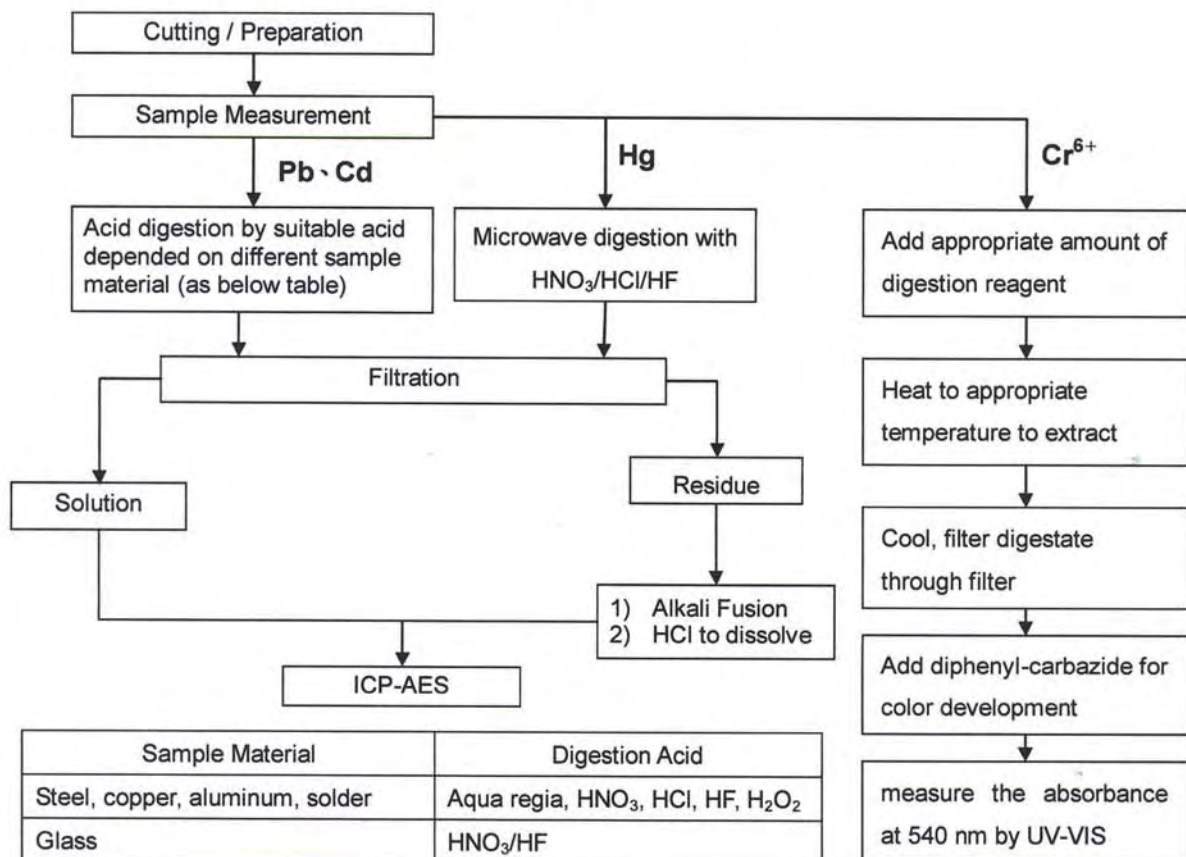 Cutting / Preparation
Sample Measurement
Pb、Cd
Hg
Cr⁶⁺
Acid digestion by suitable acid
depended on different sample
material (as below table)
Microwave digestion with
HNO₃/HCl/HF
Add appropriate amount of
digestion reagent
Filtration
Heat to appropriate
temperature to extract
Solution
Residue
Cool, filter digestate
through filter
1) Alkali Fusion
2) HCl to dissolve
ICP-AES
Add diphenyl-carbazide for
color development
measure the absorbance
at 540 nm by UV-VIS
Sample Material Digestion Acid
Steel, copper, aluminum, solder Aqua regia, HNO₃, HCl, HF, H₂O₂
Glass HNO₃/HF